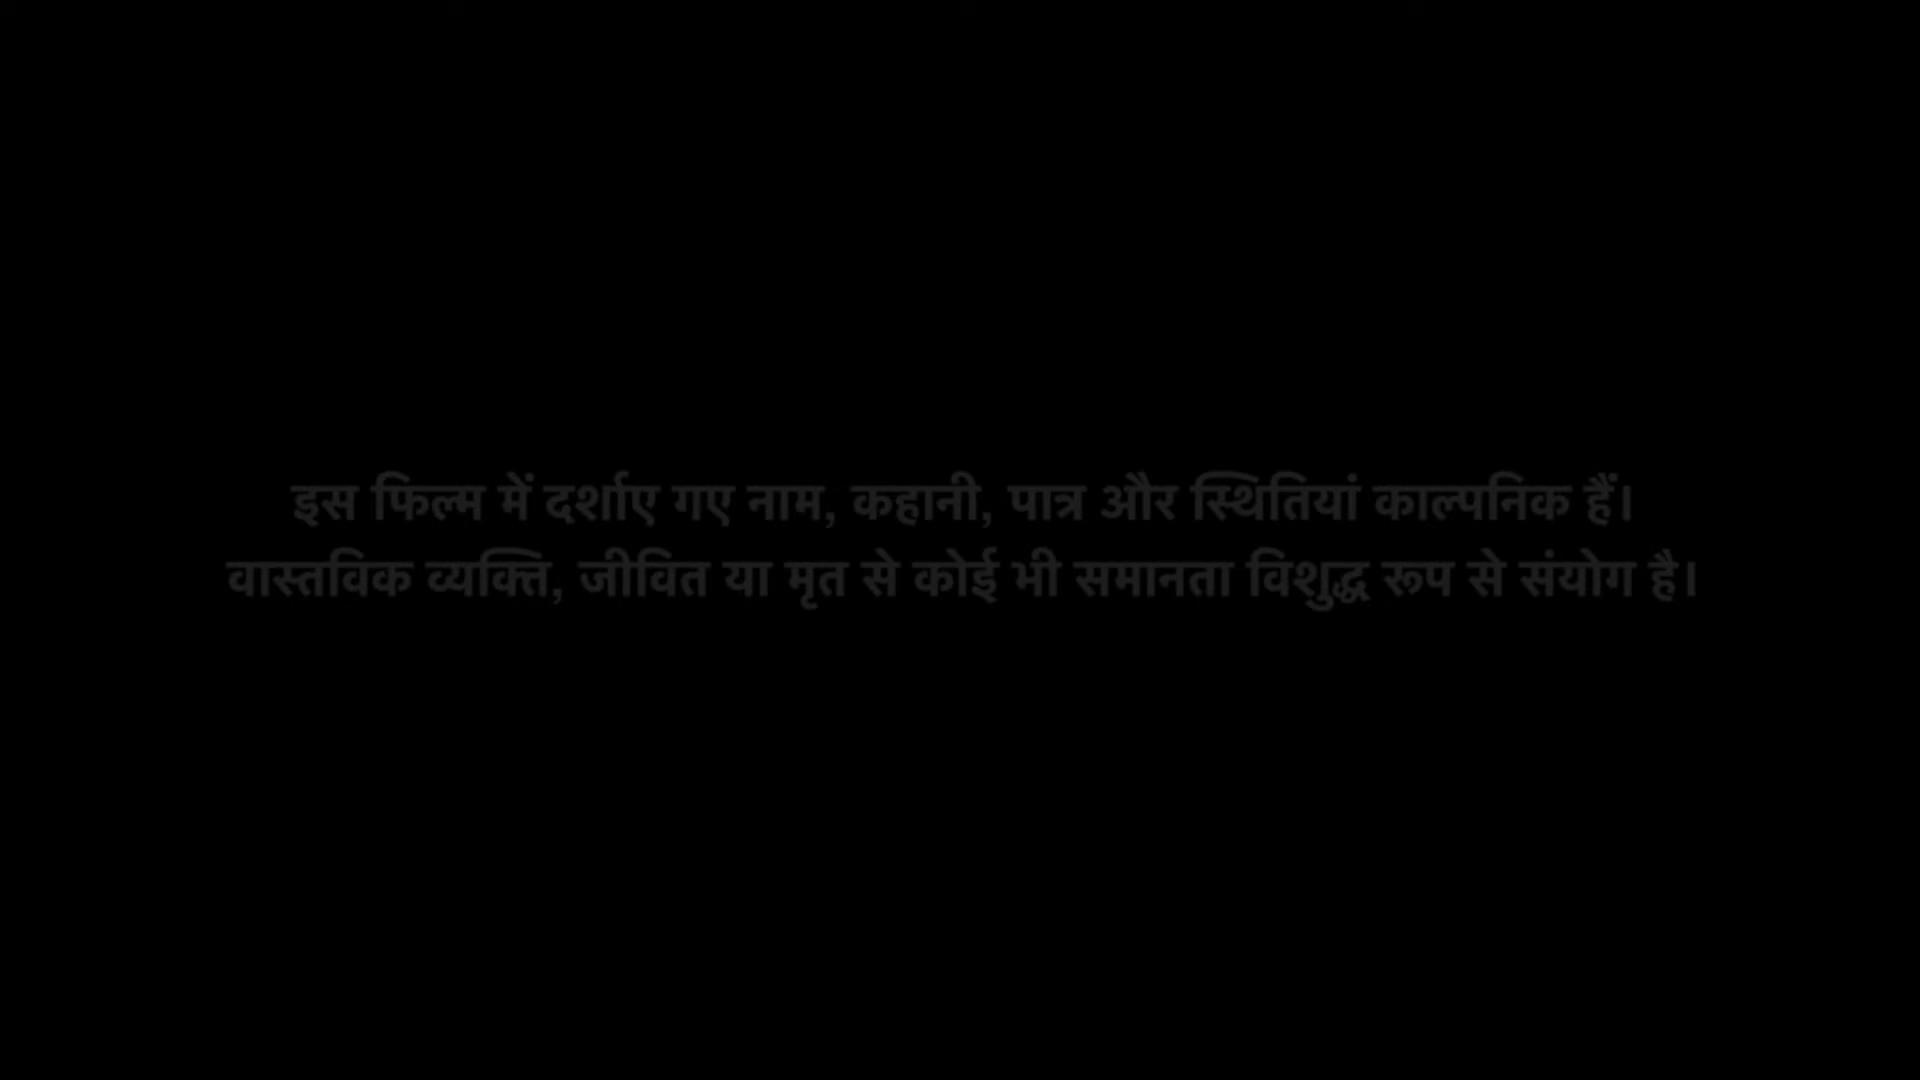 इस फिल्म में दर्शाए गए नाम, कहानी, पात्र और स्थितियां काल्पनिक हैं।
वास्तविक व्यक्ति, जीवित या मृत से कोई भी समानता विशुद्ध रूप से संयोग है।